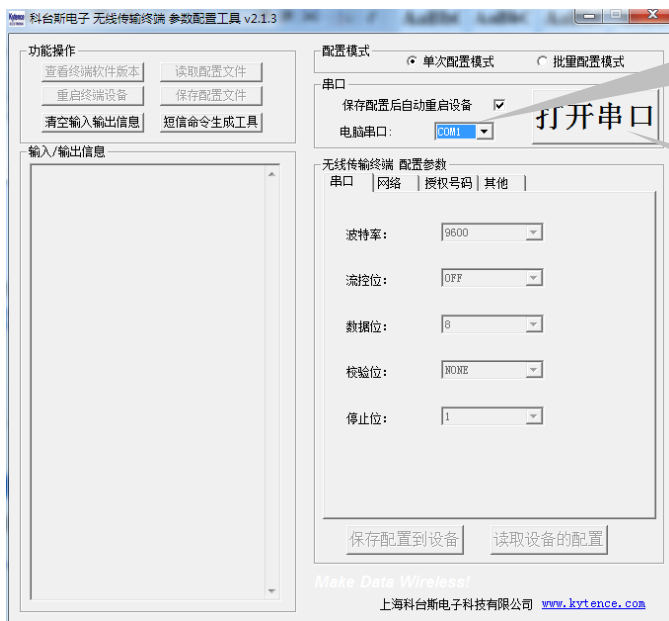 Kytence 科台斯电子 无线传输终端 参数配置工具 v2.1.3
功能操作
查看终端软件版本 读取配置文件
重启终端设备 保存配置文件
清空输入输出信息 短信命令生成工具
输入/输出信息
配置模式
单次配置模式 批量配置模式
串口
保存配置后自动重启设备
电脑串口: COM1
打开串口
无线传输终端 配置参数
串口 网络 授权号码 其他
波特率: 9600
流控位: OFF
数据位: 8
校验位: NONE
停止位: 1
保存配置到设备 读取设备的配置
Make Data Wireless!
上海科台斯电子科技有限公司 www.kytence.com